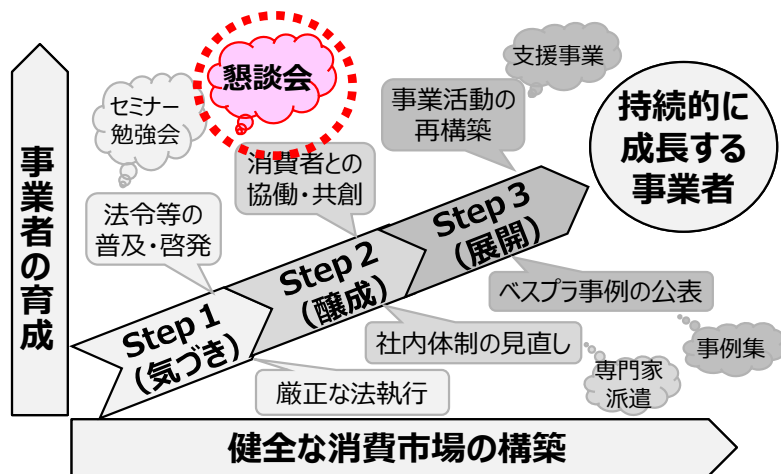 懇談会
支援事業
セミナー
勉強会
事業活動の
再構築
持続的に
成長する
事業者
消費者との
協働・共創
法令等の
普及・啓発
事業者の育成
Step 1
(気づき)
Step 2
(醸成)
Step 3
(展開)
ベスプラ事例の公表
社内体制の見直し
事例集
専門家
派遣
厳正な法執行
健全な消費市場の構築